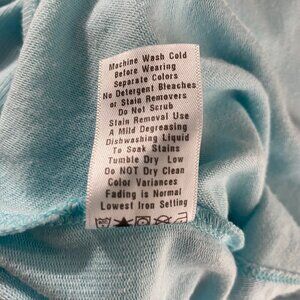 Machine Wash Cold
Before Wearing
Separate Colors
No Detergent Bleaches
or Stain Removers
Do Not Scrub
Stain Removal Use
A Mild Degreasing
Dishwashing Liquid
To Soak Stains
Tumble Dry Low
Do NOT Dry Clean
Color Variances
Fading is Normal
Lowest Iron Setting